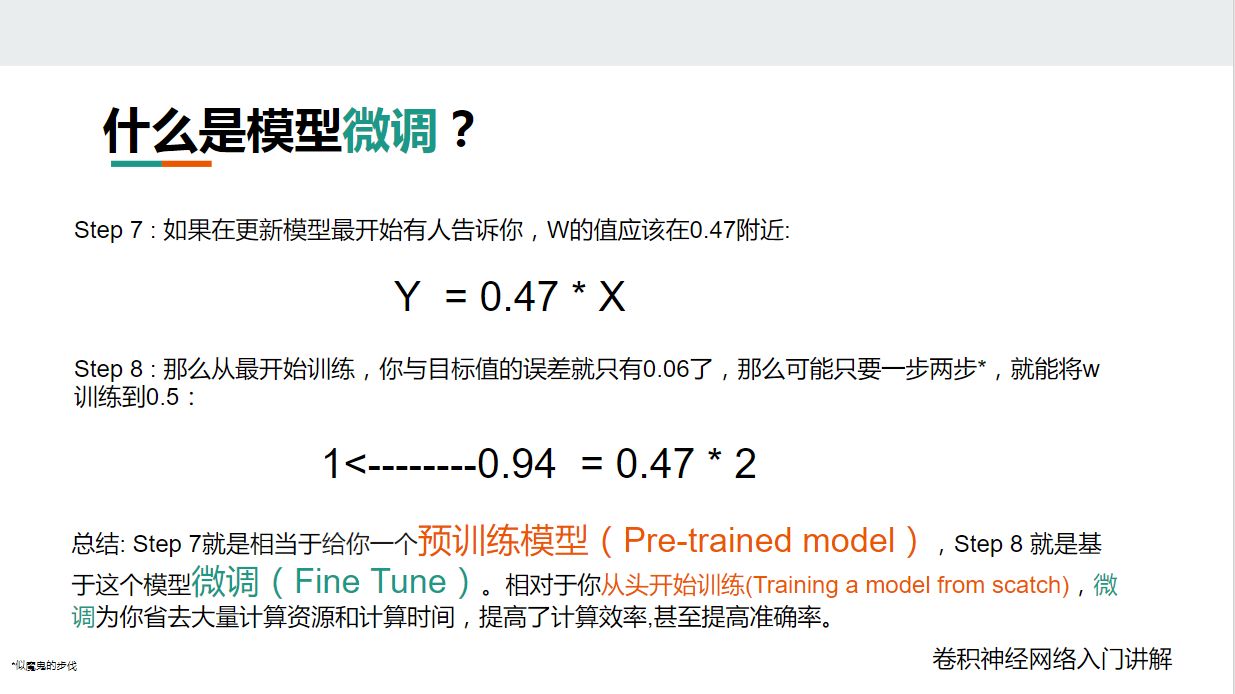 什么是模型微调？
Step 7 : 如果在更新模型最开始有人告诉你，W的值应该在0.47附近:
Y = 0.47 * X
Step 8 : 那么从最开始训练，你与目标值的误差就只有0.06了，那么可能只要一步两步*，就能将w
训练到0.5：
1<--------0.94 = 0.47 * 2
总结: Step 7就是相当于给你一个预训练模型（Pre-trained model），Step 8 就是基
于这个模型微调（Fine Tune）。相对于你从头开始训练(Training a model from scatch)，微
调为你省去大量计算资源和计算时间，提高了计算效率,甚至提高准确率。
卷积神经网络入门讲解
*似魔鬼的步伐